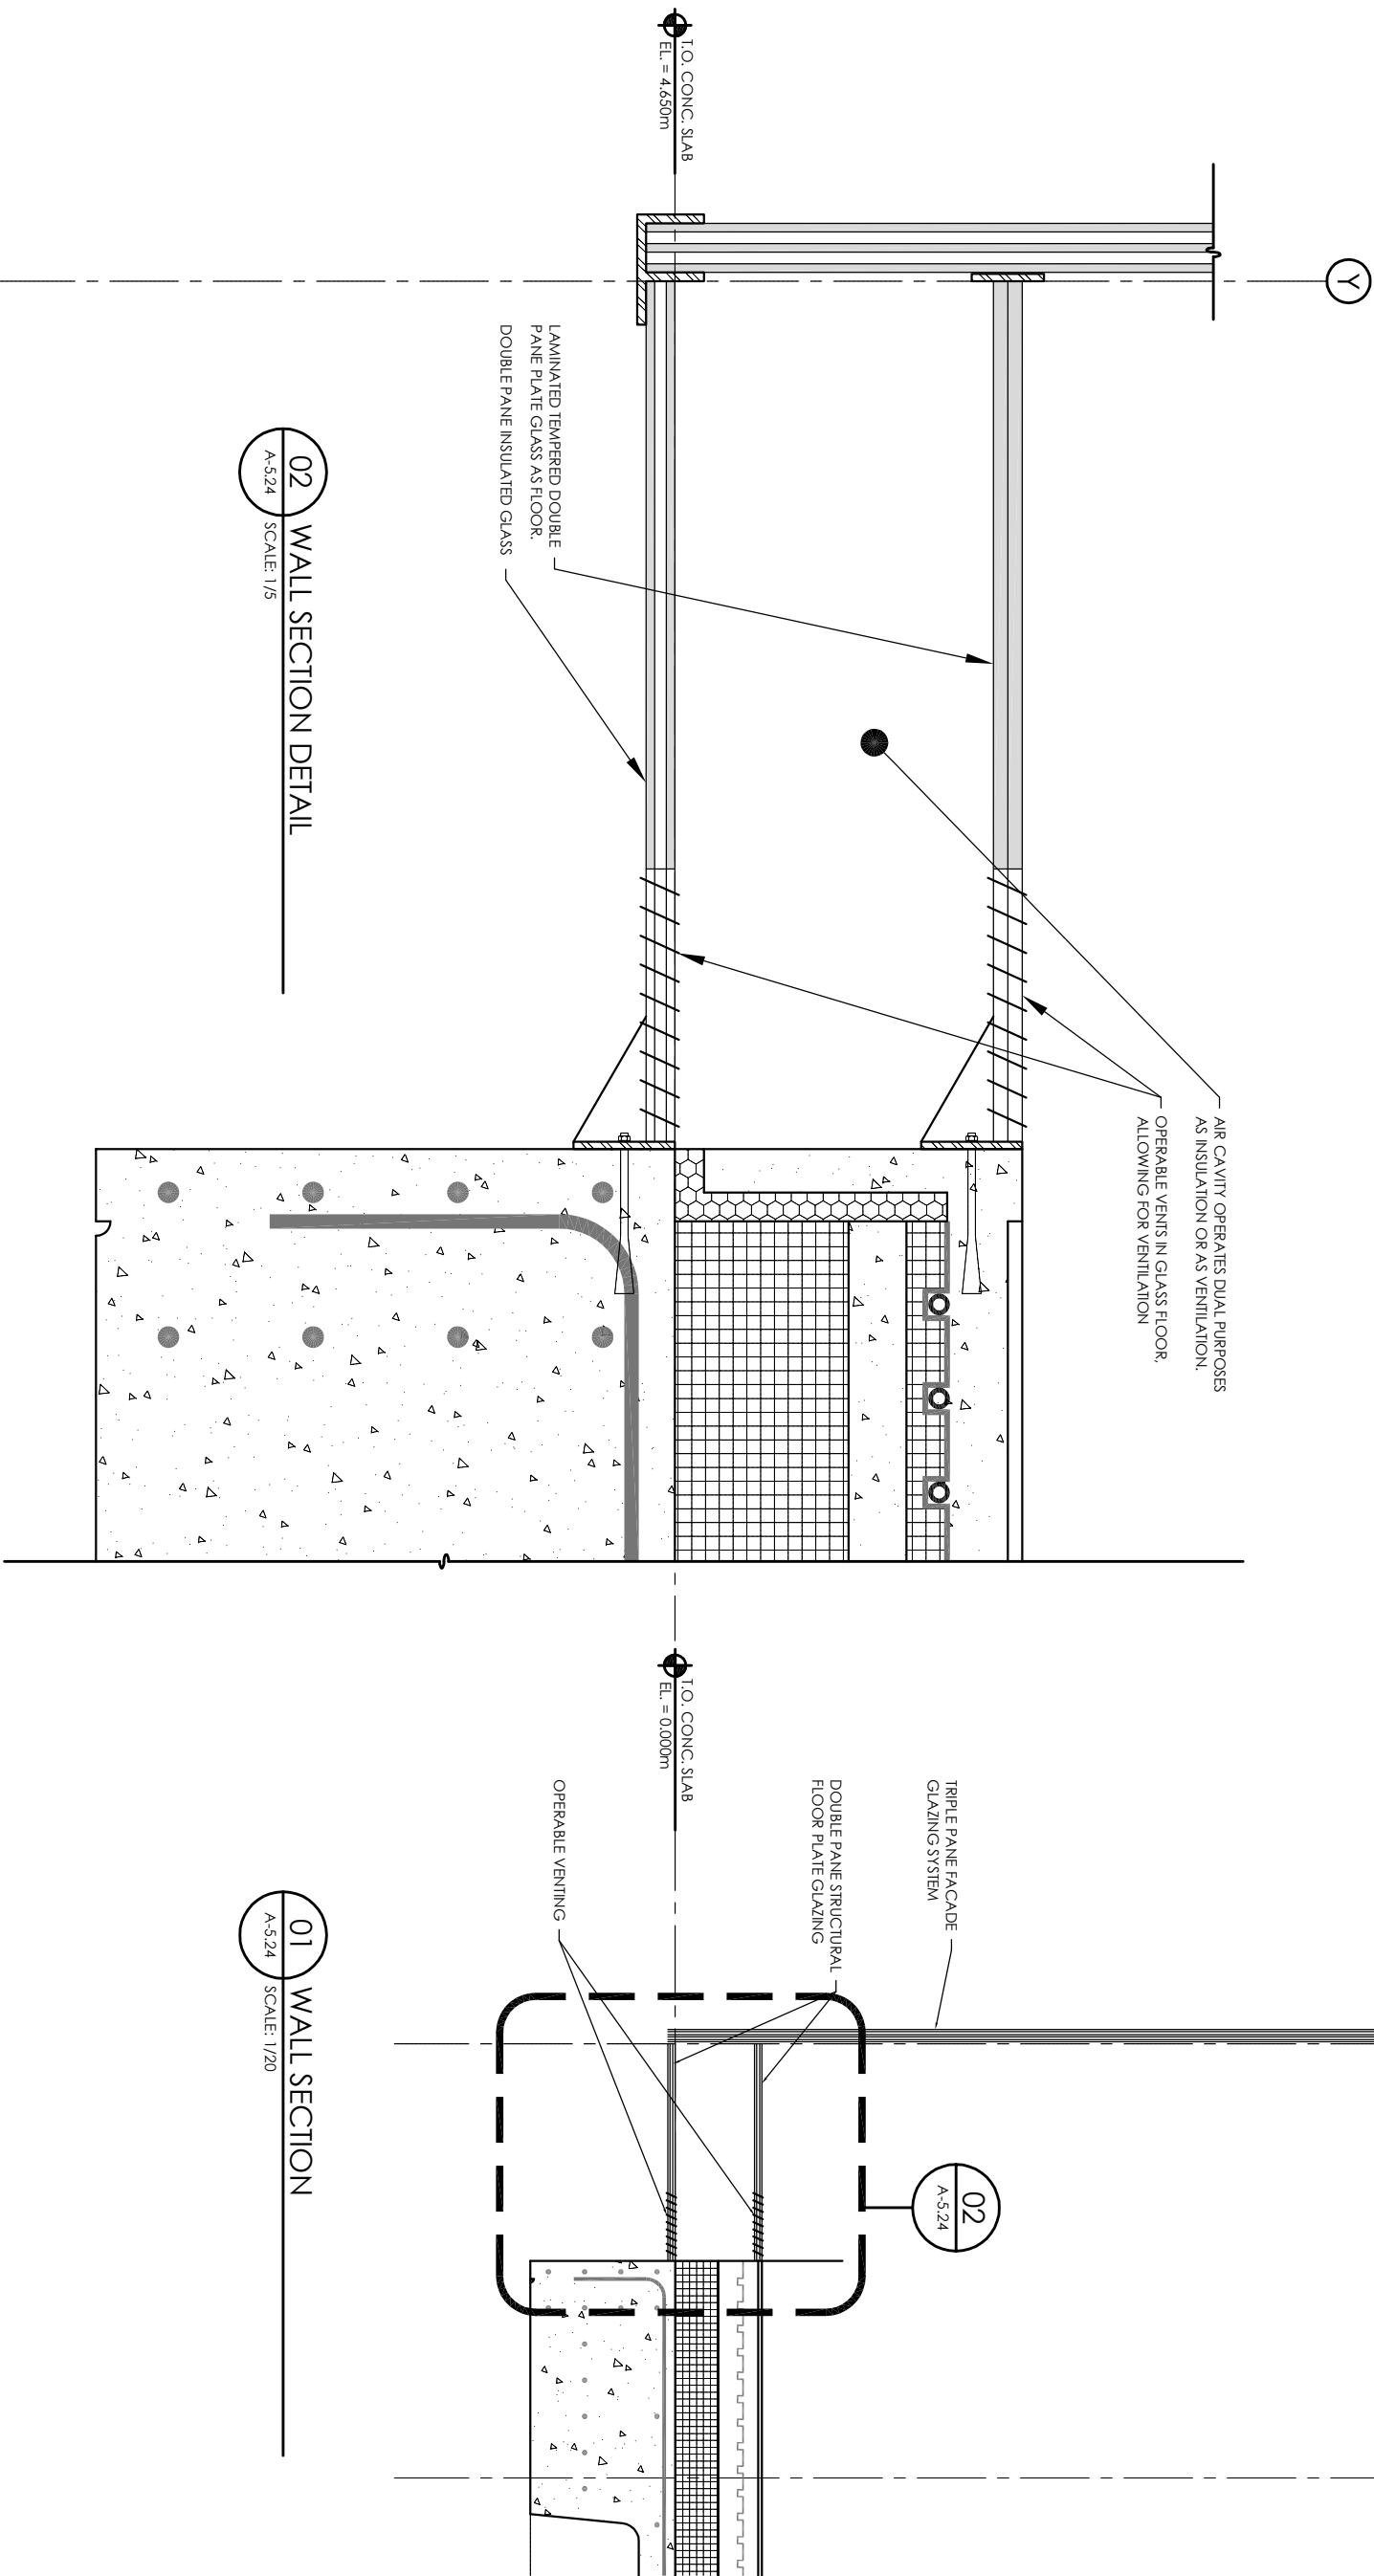 Y
T.O. CONC. SLAB
EL. = 4.650m
AIR CAVITY OPERATES DUAL PURPOSES
AS INSULATION OR AS VENTILATION.
OPERABLE VENTS IN GLASS FLOOR,
ALLOWING FOR VENTILATION
LAMINATED TEMPERED DOUBLE
PANE PLATE GLASS AS FLOOR.
DOUBLE PANE INSULATED GLASS
02
A-5.24
WALL SECTION DETAIL
SCALE: 1/5
T.O. CONC. SLAB
EL. = 0.000m
TRIPLE PANE FACADE
GLAZING SYSTEM
DOUBLE PANE STRUCTURAL
FLOOR PLATE GLAZING
OPERABLE VENTING
02
A-5.24
01
A-5.24
WALL SECTION
SCALE: 1/20